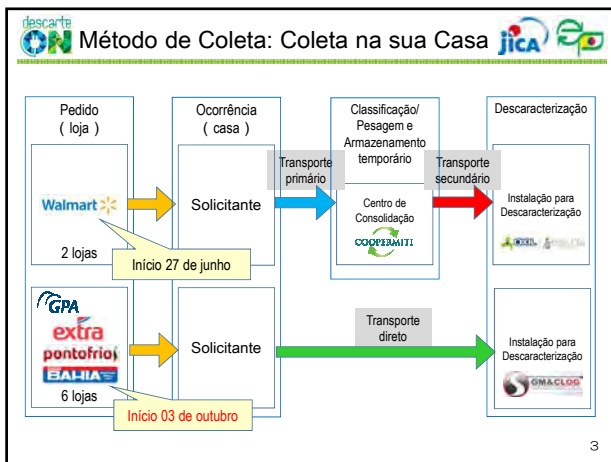 descarte
ON
Método de Coleta: Coleta na sua Casa
jICA
Pedido
( loja )
Ocorrência
( casa )
Classificação/
Pesagem e
Armazenamento
temporário
Descaracterização
Transporte
primário
Transporte
secundário
Walmart
2 lojas
Solicitante
Centro de
Consolidação
COOPERMITI
Instalação para
Descaracterização
Início 27 de junho
GPA
extra
pontofrio
BAHIA
6 lojas
Solicitante
Transporte
direto
Instalação para
Descaracterização
GM&CLOG
Início 03 de outubro
3